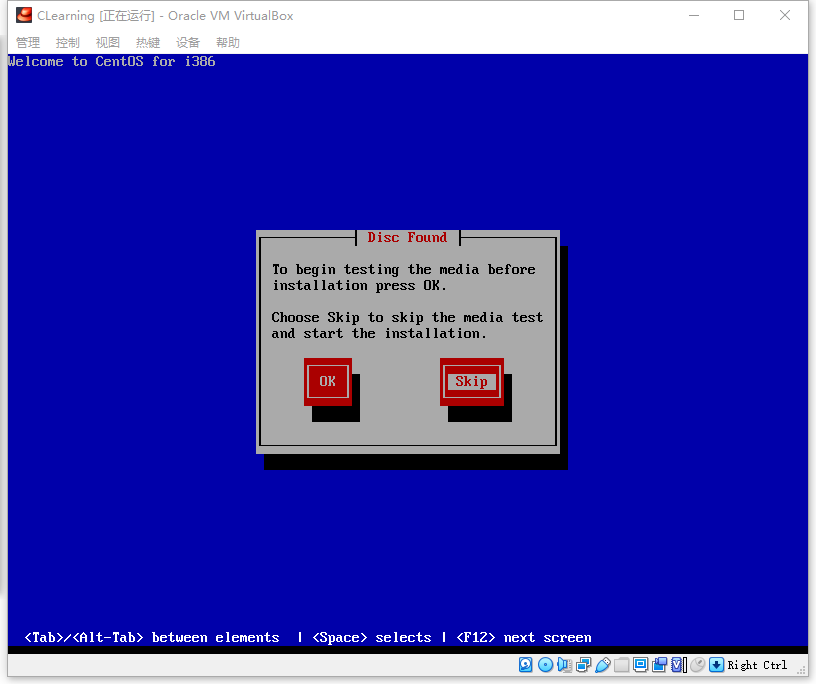 CLearning [正在运行] - Oracle VM VirtualBox
管理 控制 视图 热键 设备 帮助
Welcome to CentOS for i386
Disc Found
To begin testing the media before
installation press OK.
Choose Skip to skip the media test
and start the installation.
OK Skip
<Tab>/<Alt-Tab> between elements | <Space> selects | <F12> next screen
Right Ctrl